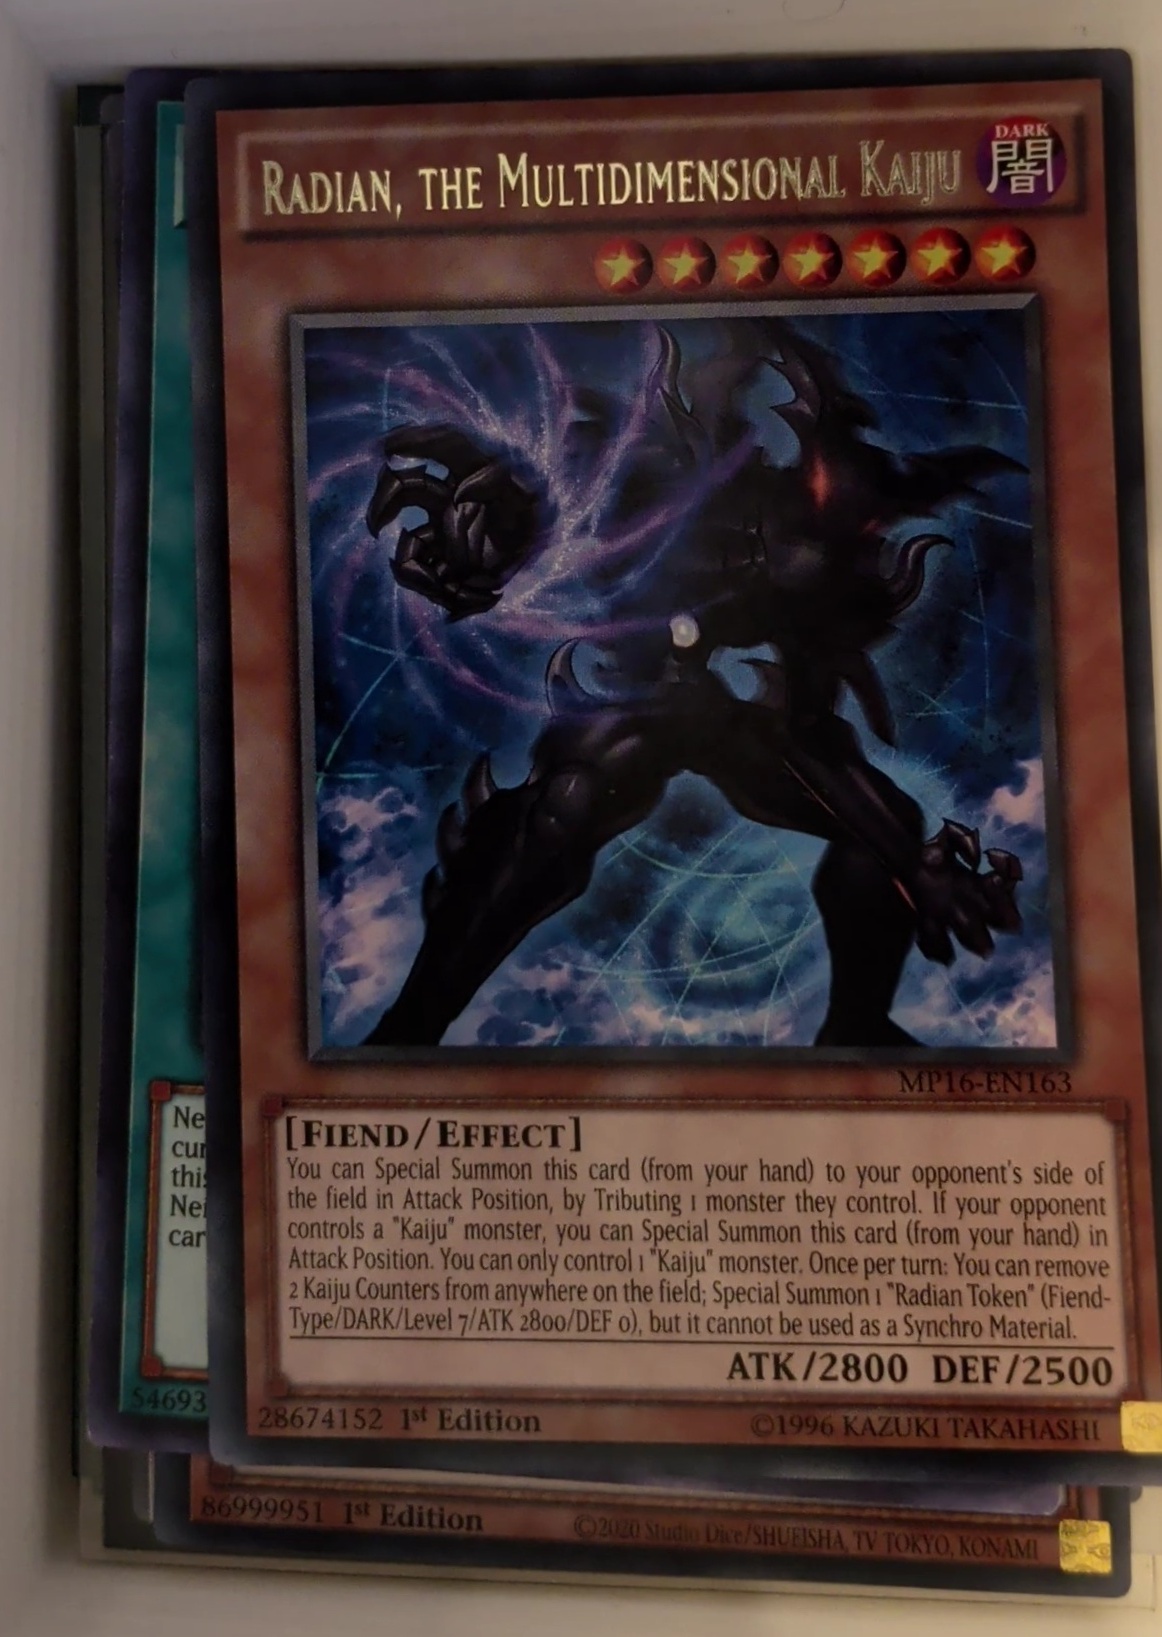 RADIAN, THE MULTIDIMENSIONAL KAIJU
DARK
闇
MP16-EN163
[FIEND/EFFECT]
You can Special Summon this card (from your hand) to your opponent's side of
the field in Attack Position, by Tributing 1 monster they control. If your opponent
controls a "Kaiju" monster, you can Special Summon this card (from your hand) in
Attack Position. You can only control 1 "Kaiju" monster. Once per turn: You can remove
2 Kaiju Counters from anywhere on the field; Special Summon 1 "Radian Token" (Fiend-
Type/DARK/Level 7/ATK 2800/DEF 0), but it cannot be used as a Synchro Material.
ATK/2800 DEF/2500
28674152 1st Edition
©1996 KAZUKI TAKAHASHI
Ne
cur
this
Nei
car
54693
86999951 1st Edition
©2020 Studio Dice/SHUEISHA, TV TOKYO, KONAMI